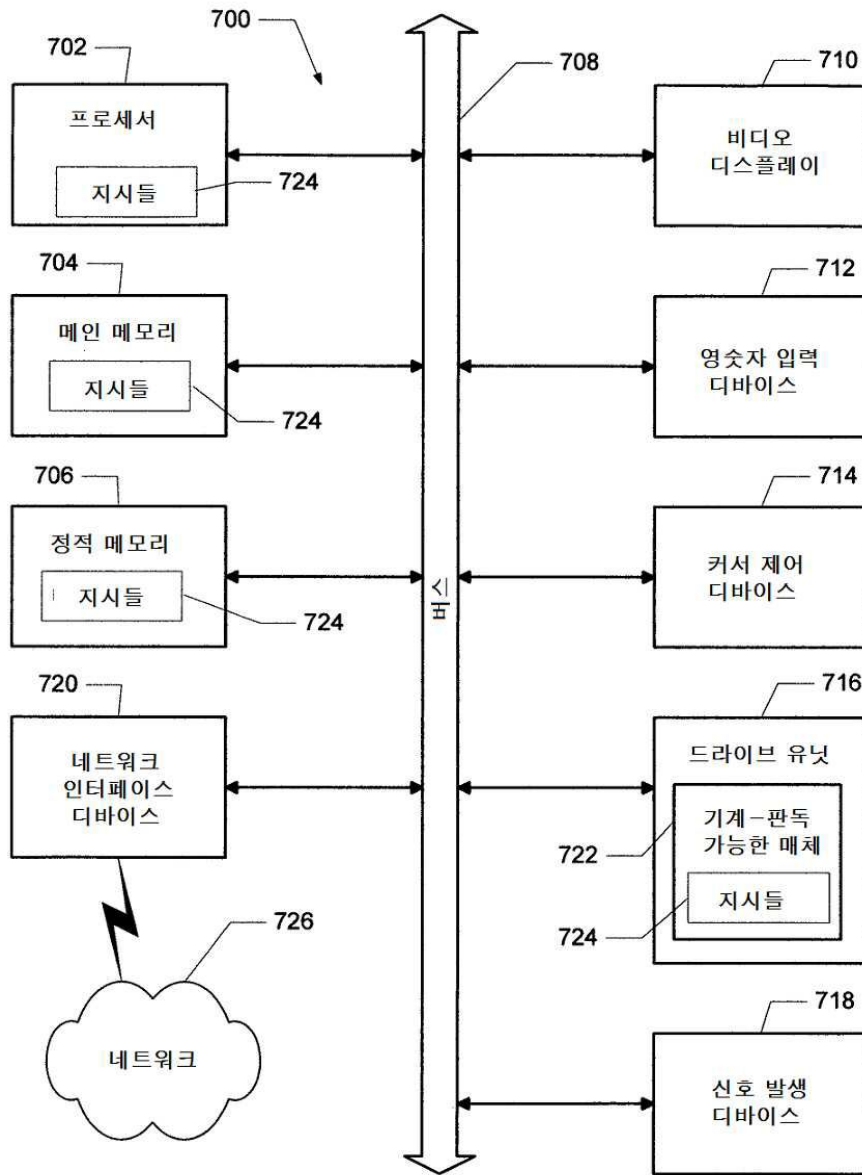 700
702
프로세서
지시들
724
704
메인 메모리
지시들
724
706
정적 메모리
지시들
724
720
네트워크
인터페이스
디바이스
726
네트워크
708
버스
710
비디오
디스플레이
712
영숫자 입력
디바이스
714
커서 제어
디바이스
716
드라이브 유닛
722
기계-판독
가능한 매체
지시들
724
718
신호 발생
디바이스